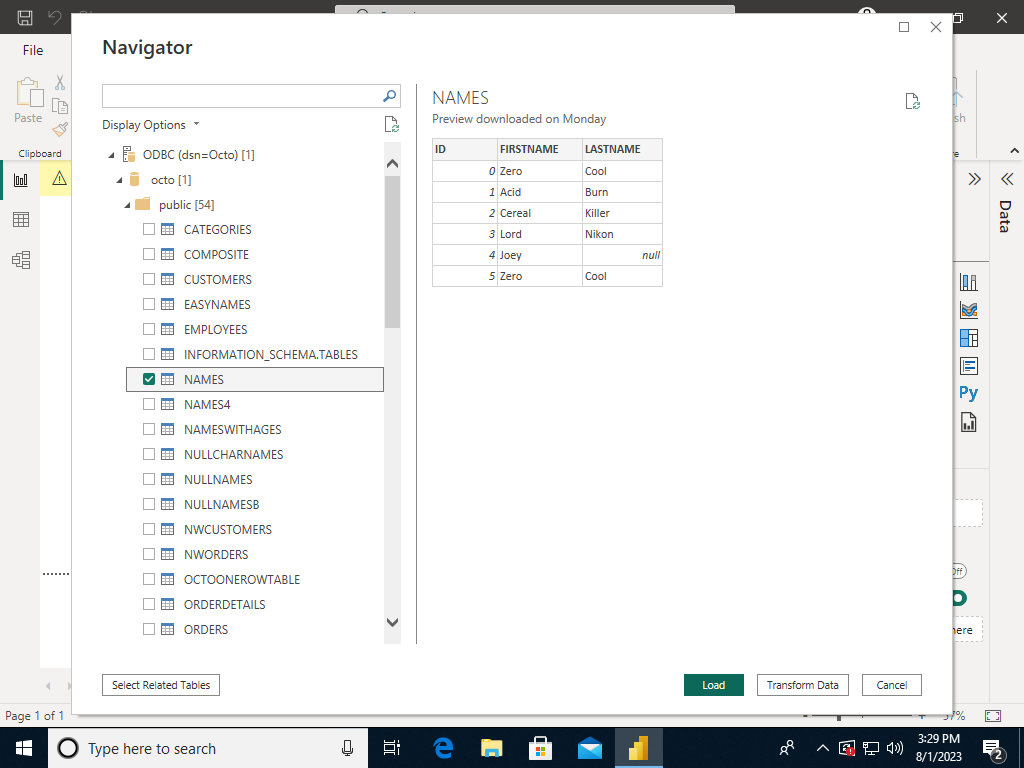 File
Navigator
Paste
Clipboard
Display Options
ODBC (dsn=Octo) [1]
octo [1]
public [54]
CATEGORIES
COMPOSITE
CUSTOMERS
EASYNAMES
EMPLOYEES
INFORMATION_SCHEMA.TABLES
NAMES
NAMES4
NAMESWITHAGES
NULLCHARNAMES
NULLNAMES
NULLNAMESB
NWCUSTOMERS
NWORDERS
OCTOONEROWTABLE
ORDERDETAILS
ORDERS
NAMES
Preview downloaded on Monday
ID FIRSTNAME LASTNAME
0 Zero Cool
1 Acid Burn
2 Cereal Killer
3 Lord Nikon
4 Joey null
5 Zero Cool
Data
Py
Select Related Tables
Load
Transform Data
Cancel
Page 1 of 1
Type here to search
3:29 PM
8/1/2023
2